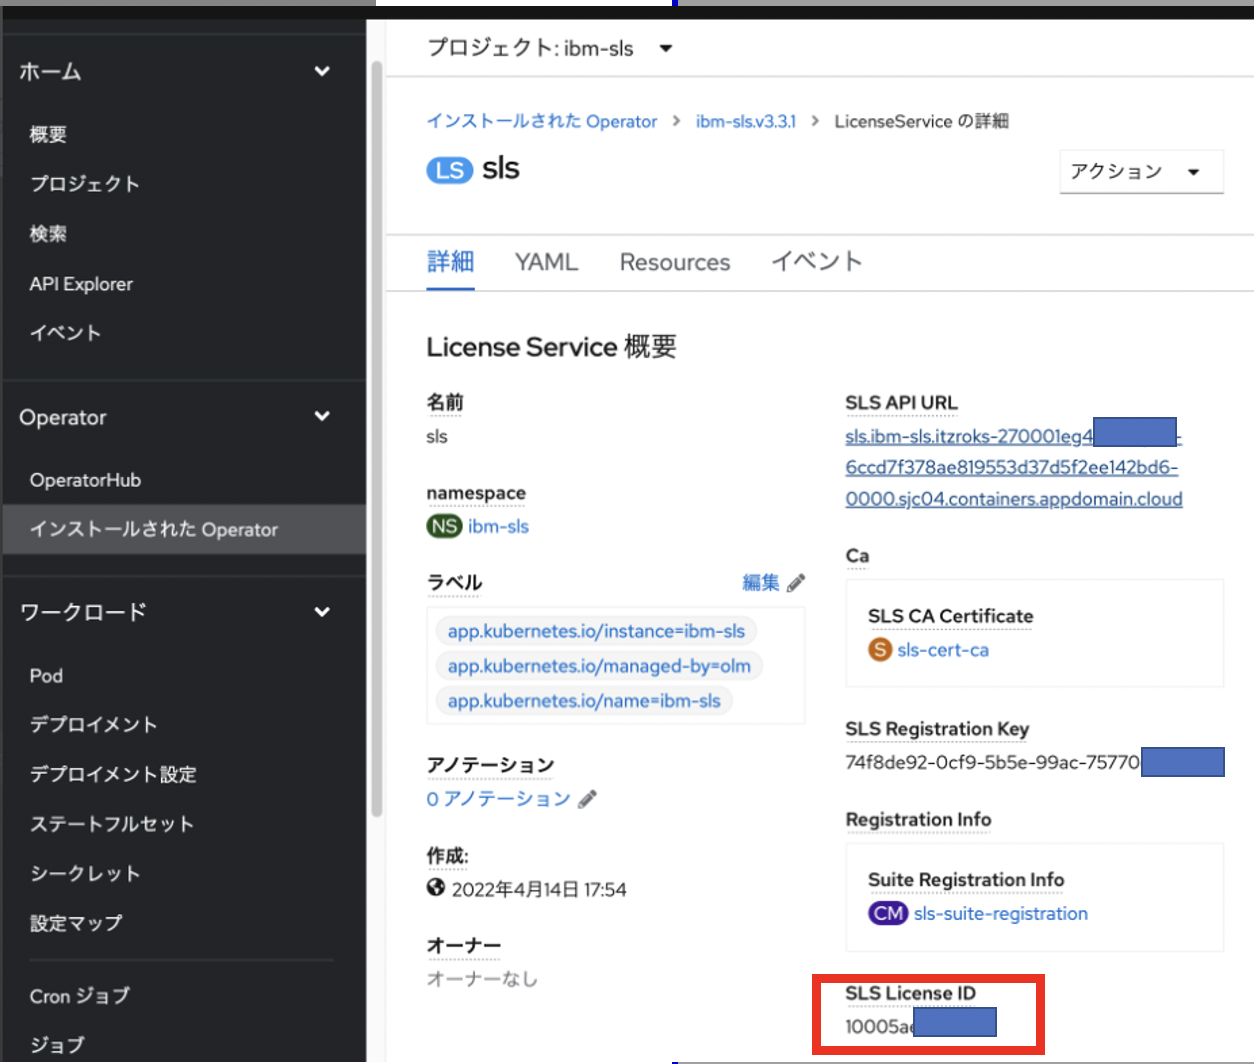 ホーム
概要
プロジェクト
検索
API Explorer
イベント
Operator
OperatorHub
インストールされた Operator
ワークロード
Pod
デプロイメント
デプロイメント設定
ステートフルセット
シークレット
設定マップ
Cron ジョブ
ジョブ
プロジェクト: ibm-sls
インストールされた Operator > ibm-sls.v3.3.1 > LicenseService の詳細
LS sls
アクション
詳細 YAML Resources イベント
License Service 概要
名前
sls
namespace
NS ibm-sls
ラベル 編集
app.kubernetes.io/instance=ibm-sls
app.kubernetes.io/managed-by=olm
app.kubernetes.io/name=ibm-sls
アノテーション
0 アノテーション
作成:
2022年4月14日 17:54
オーナー
オーナーなし
SLS API URL
sls.ibm-sls.itzroks-270001eg4 -
6ccd7f378ae819553d37d5f2ee142bd6-
0000.sjc04.containers.appdomain.cloud
Ca
SLS CA Certificate
S sls-cert-ca
SLS Registration Key
74f8de92-0cf9-5b5e-99ac-75770
Registration Info
Suite Registration Info
CM sls-suite-registration
SLS License ID
10005ae